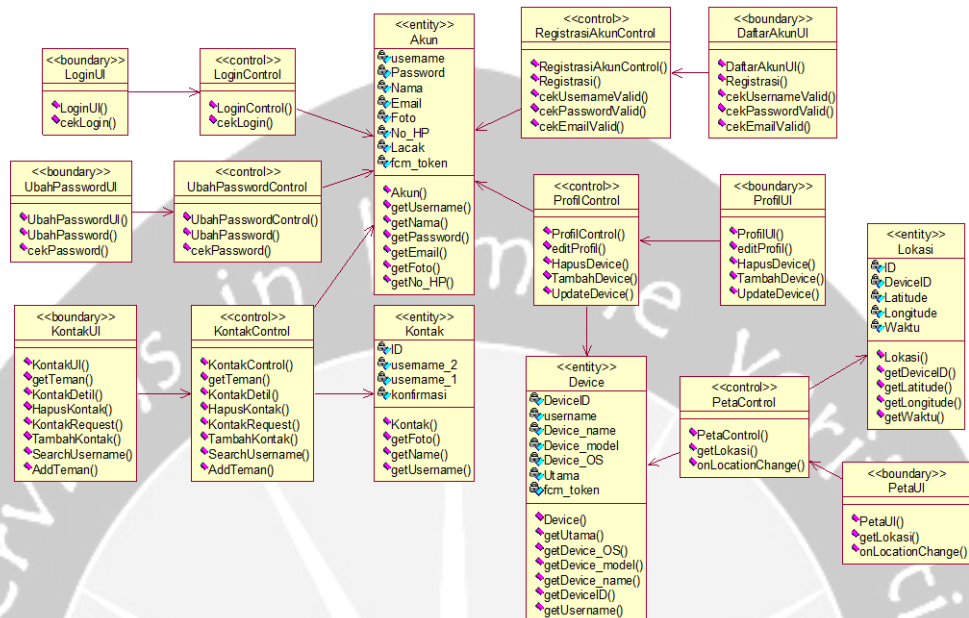 <<boundary>>
LoginUI
LoginUI()
cekLogin()
<<control>>
LoginControl
LoginControl()
cekLogin()
<<entity>>
Akun
username
Password
Nama
Email
Foto
No_HP
Lacak
fcm_token
Akun()
getUsername()
getNama()
getPassword()
getEmail()
getFoto()
getNo_HP()
<<control>>
RegistrasiAkunControl
RegistrasiAkunControl()
Registrasi()
cekUsernameValid()
cekPasswordValid()
cekEmailValid()
<<boundary>>
DaftarAkunUI
DaftarAkunUI()
Registrasi()
cekUsernameValid()
cekPasswordValid()
cekEmailValid()
<<boundary>>
UbahPasswordUI
UbahPasswordUI()
UbahPassword()
cekPassword()
<<control>>
UbahPasswordControl
UbahPasswordControl()
UbahPassword()
cekPassword()
<<control>>
ProfilControl
ProfilControl()
editProfil()
HapusDevice()
TambahDevice()
UpdateDevice()
<<boundary>>
ProfilUI
ProfilUI()
editProfil()
HapusDevice()
TambahDevice()
UpdateDevice()
<<entity>>
Lokasi
ID
DeviceID
Latitude
Longitude
Waktu
Lokasi()
getDeviceID()
getLatitude()
getLongitude()
getWaktu()
<<boundary>>
KontakUI
KontakUI()
getTeman()
KontakDetil()
HapusKontak()
KontakRequest()
TambahKontak()
SearchUsername()
AddTeman()
<<control>>
KontakControl
KontakControl()
getTeman()
KontakDetil()
HapusKontak()
KontakRequest()
TambahKontak()
SearchUsername()
AddTeman()
<<entity>>
Kontak
ID
username_2
username_1
konfirmasi
Kontak()
getFoto()
getName()
getUsername()
<<entity>>
Device
DeviceID
username
Device_name
Device_model
Device_OS
Utama
fcm_token
Device()
getUtama()
getDevice_OS()
getDevice_model()
getDevice_name()
getDeviceID()
getUsername()
<<control>>
PetaControl
PetaControl()
getLokasi()
onLocationChange()
<<boundary>>
PetaUI
PetaUI()
getLokasi()
onLocationChange()